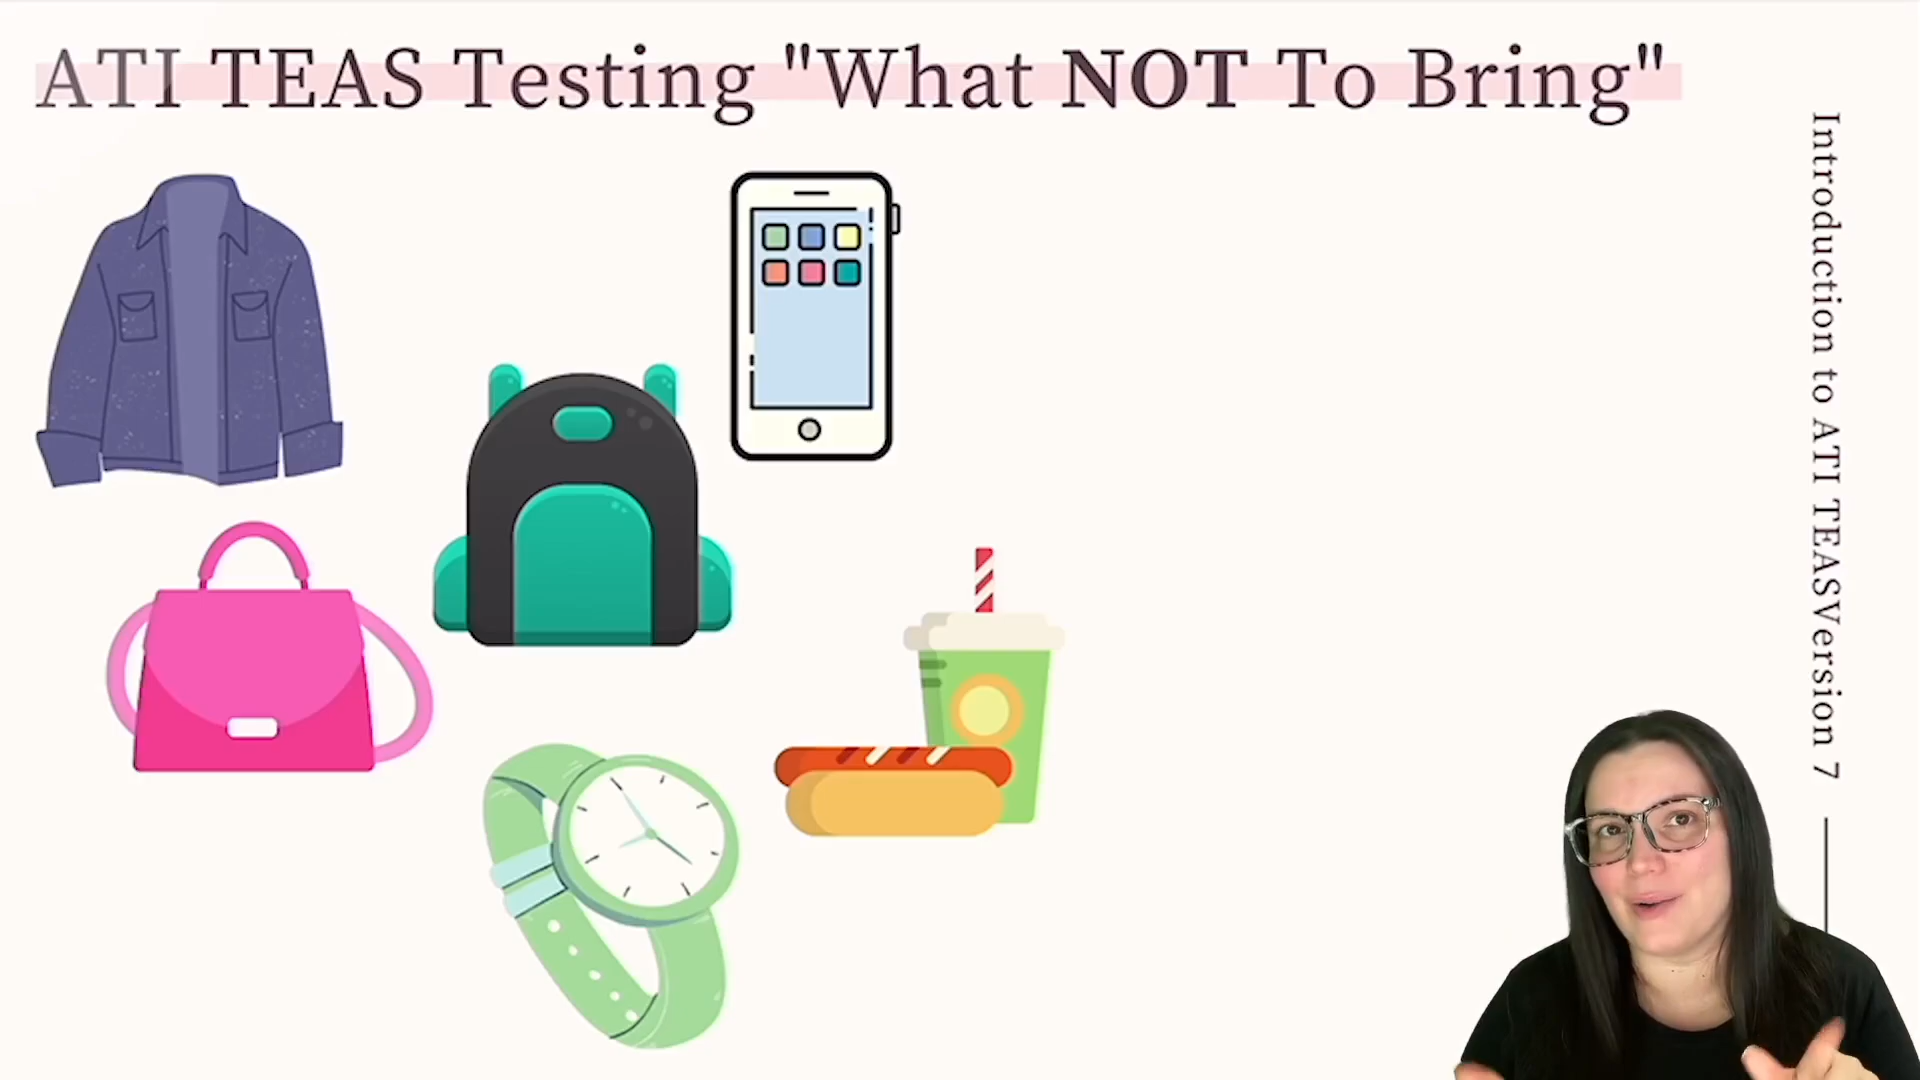 ATI TEAS Testing "What NOT To Bring"
Introduction to ATI TEASVersion 7